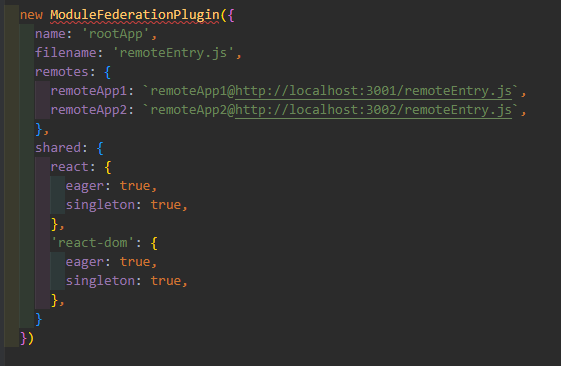 new ModuleFederationPlugin({
  name: 'rootApp',
  filename: 'remoteEntry.js',
  remotes: {
    remoteApp1: `remoteApp1@http://localhost:3001/remoteEntry.js`,
    remoteApp2: `remoteApp2@http://localhost:3002/remoteEntry.js`,
  },
  shared: {
    react: {
      eager: true,
      singleton: true,
    },
    'react-dom': {
      eager: true,
      singleton: true,
    },
  }
})